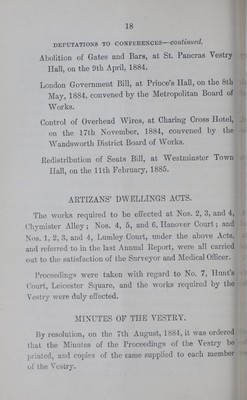 18
DEPUTATIONS TO CONFERENCES—continued.
Abolition of Gates and Bars, at St. Pancras Vestry
Hall, on the 9th April, 1884.
London Government Bill, at Prince's Hall, on the 8th
May, 1884, convened by the Metropolitan Board of
Works.
Control of Overhead Wires, at Charing Cross Hotel,
on the 17th November, 1884, convened by the
Wandsworth District Board of Works.
Redistribution of Seats Bill, at Westminster Town
Hall, on the 11th February, 1885.
ARTIZANS' DWELLINGS ACTS.
The works required to be effected at Nos. 2, 3, and 4,
Chymister Alley; Nos. 4, 5, and 6, Hanover Court; and
Nos. 1, 2, 3, and 4, Lumley Court, under the above Acts,
and referred to in the last Annual Report, were all carried
out to the satisfaction of the Surveyor and Medical Officer.
Proceedings were taken with regard to No. 7, Hunt's
Court, Leicester Square, and the works required by the
Vestry were duly effected.
MINUTES OF THE VESTRY.
By resolution, on the 7th August, 1884, it was ordered
that the Minutes of the Proceedings of the Vestry be
printed, and copies of the same supplied to each member
of the Vestry.